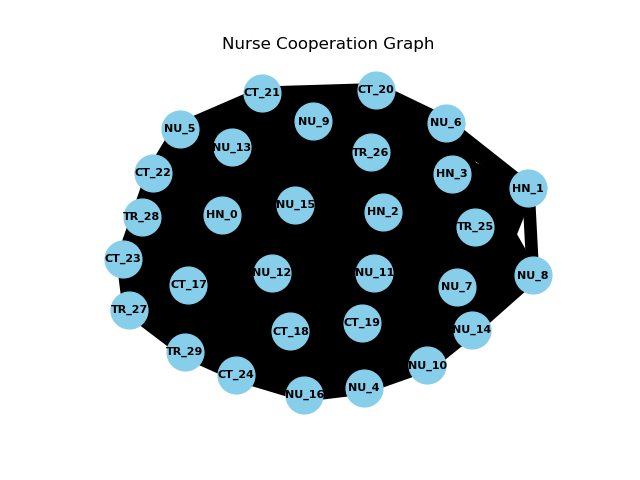 Nurse Cooperation Graph
CT_21
CT_20
NU_9
NU_6
NU_5
NU_13
TR_26
CT_22
HN_3
HN_1
NU_15
HN_2
TR_28
HN_0
TR_25
CT_23
NU_12
NU_11
NU_8
CT_17
NU_7
TR_27
CT_18
CT_19
NU_14
TR_29
NU_10
CT_24
NU_4
NU_16